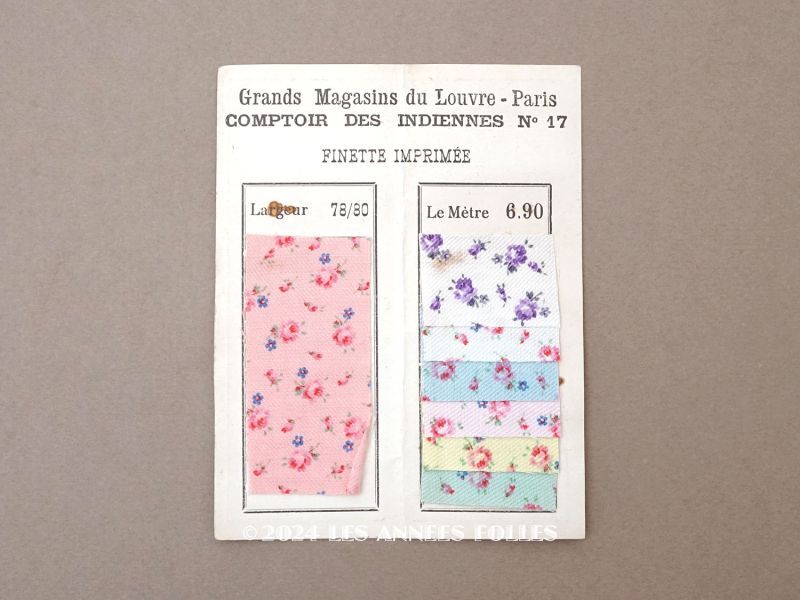 Grands Magasins du Louvre - Paris
COMPTOIR DES INDIENNES Nº 17
FINETTE IMPRIMÉE
Largeur 78/80
Le Mètre 6.90
©2024 LES ANNÉES FOLLES